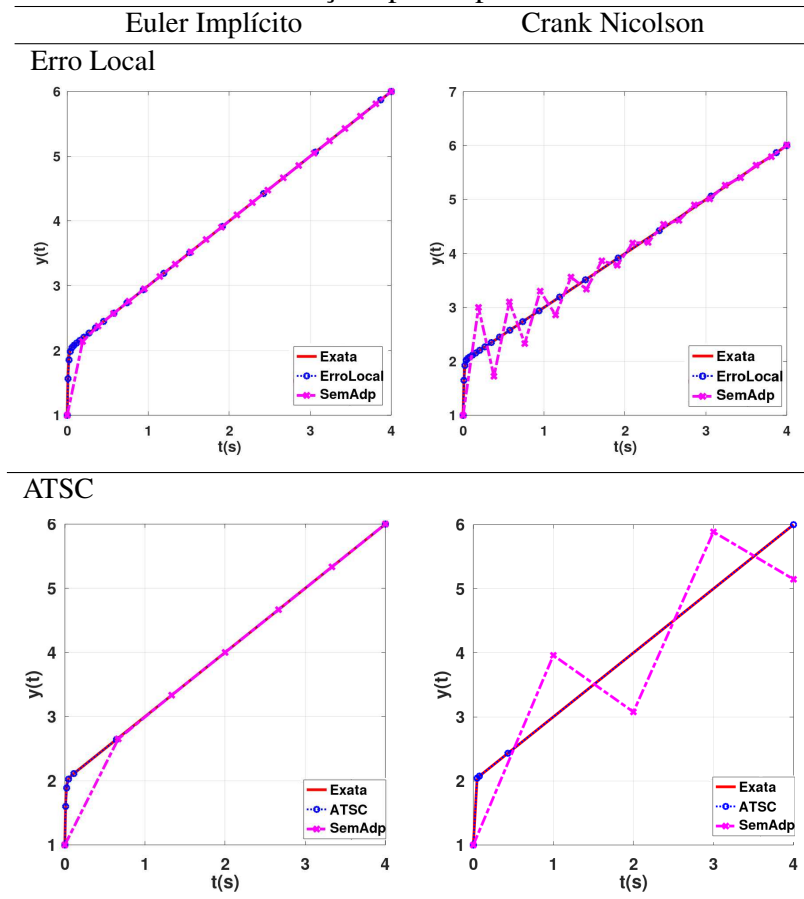 Euler Implícito Crank Nicolson
Erro Local
6
5
4
3
2
1
y(t)
0 1 2 3 4
t(s)
Exata
ErroLocal
SemAdp
7
6
5
4
3
2
1
y(t)
0 1 2 3 4
t(s)
Exata
ErroLocal
SemAdp
ATSC
6
5
4
3
2
1
y(t)
0 1 2 3 4
t(s)
Exata
ATSC
SemAdp
6
5
4
3
2
1
y(t)
0 1 2 3 4
t(s)
Exata
ATSC
SemAdp